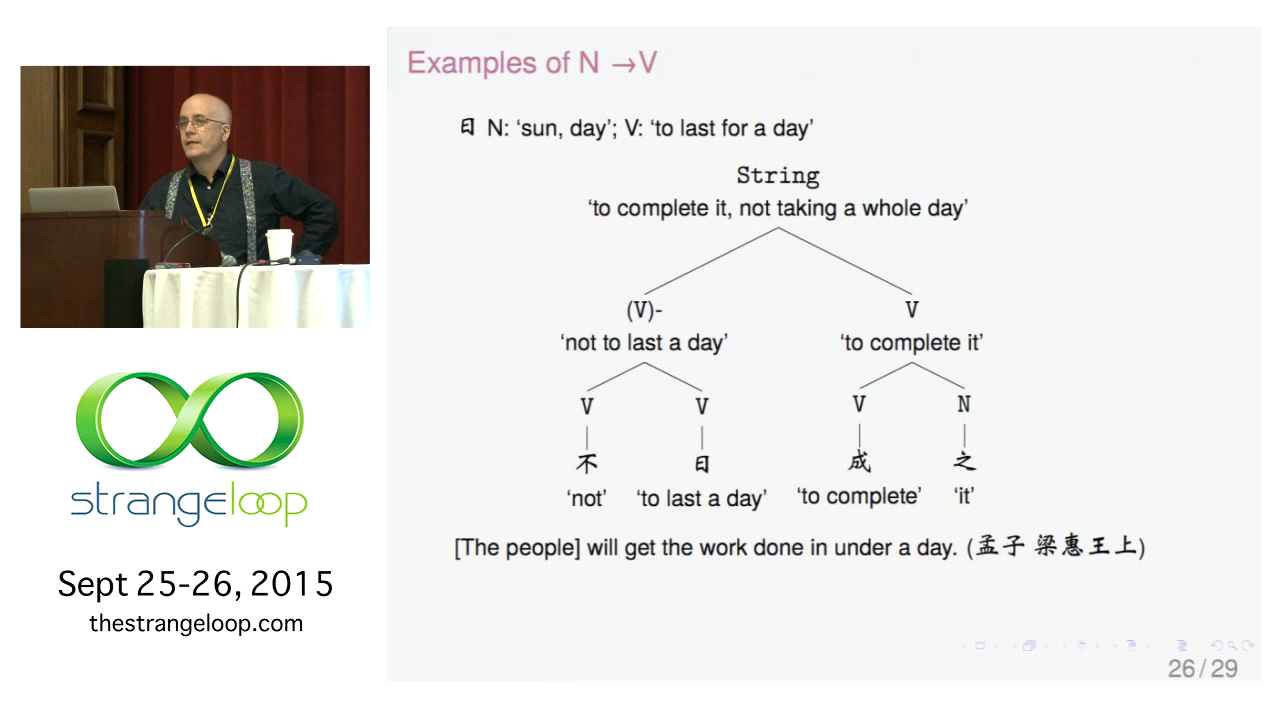 Examples of N →V
日 N: ‘sun, day’; V: ‘to last for a day’
String
‘to complete it, not taking a whole day’
(V)- V
‘not to last a day’ ‘to complete it’
V V V N
不 日 成 之
‘not’ ‘to last a day’ ‘to complete’ ‘it’
[The people] will get the work done in under a day. (孟子 梁惠王上)
26 / 29
strangeloop
Sept 25-26, 2015
thestrangeloop.com